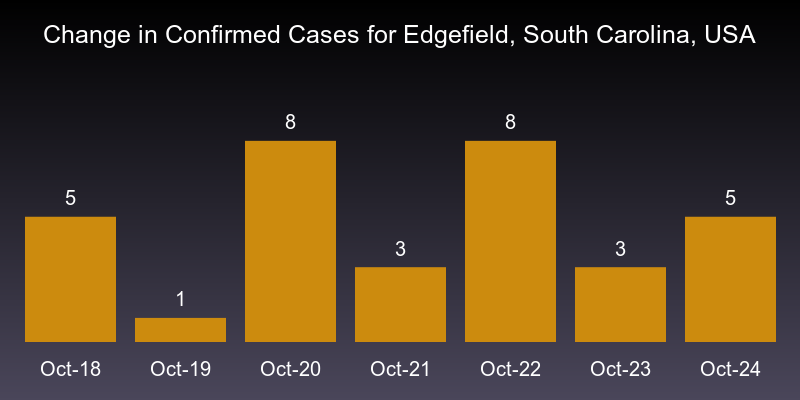 Change in Confirmed Cases for Edgefield, South Carolina, USA
5 1 8 3 8 3 5
Oct-18 Oct-19 Oct-20 Oct-21 Oct-22 Oct-23 Oct-24